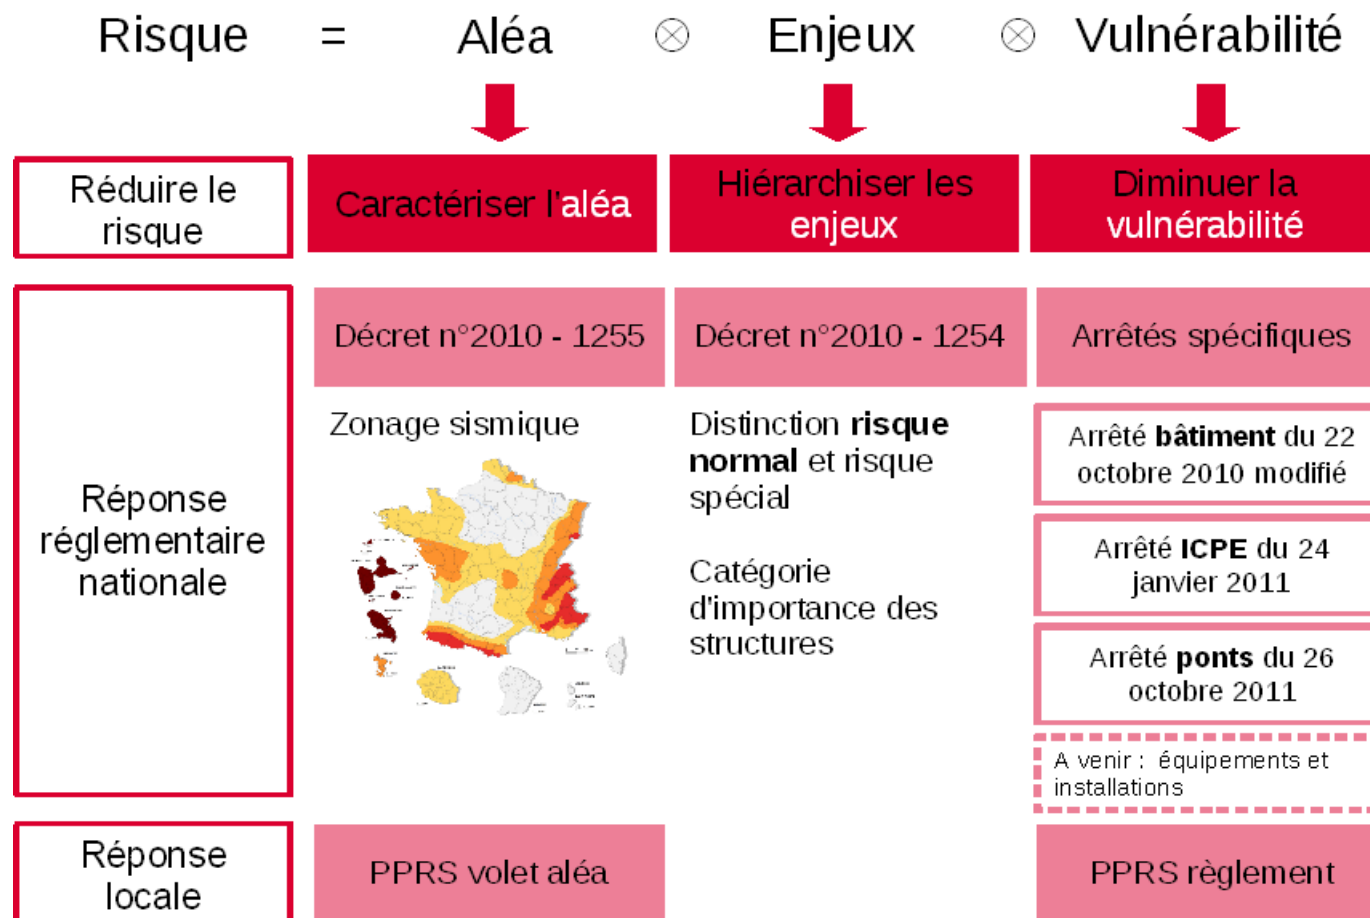 Risque = Aléa ⊗ Enjeux ⊗ Vulnérabilité
Réduire le
risque
Caractériser l'aléa
Hiérarchiser les
enjeux
Diminuer la
vulnérabilité
Réponse
réglementaire
nationale
Décret n°2010 - 1255
Zonage sismique
Décret n°2010 - 1254
Distinction risque
normal et risque
spécial
Catégorie
d'importance des
structures
Arrêtés spécifiques
Arrêté bâtiment du 22
octobre 2010 modifié
Arrêté ICPE du 24
janvier 2011
Arrêté ponts du 26
octobre 2011
A venir : équipements et
installations
Réponse
locale
PPRS volet aléa
PPRS règlement